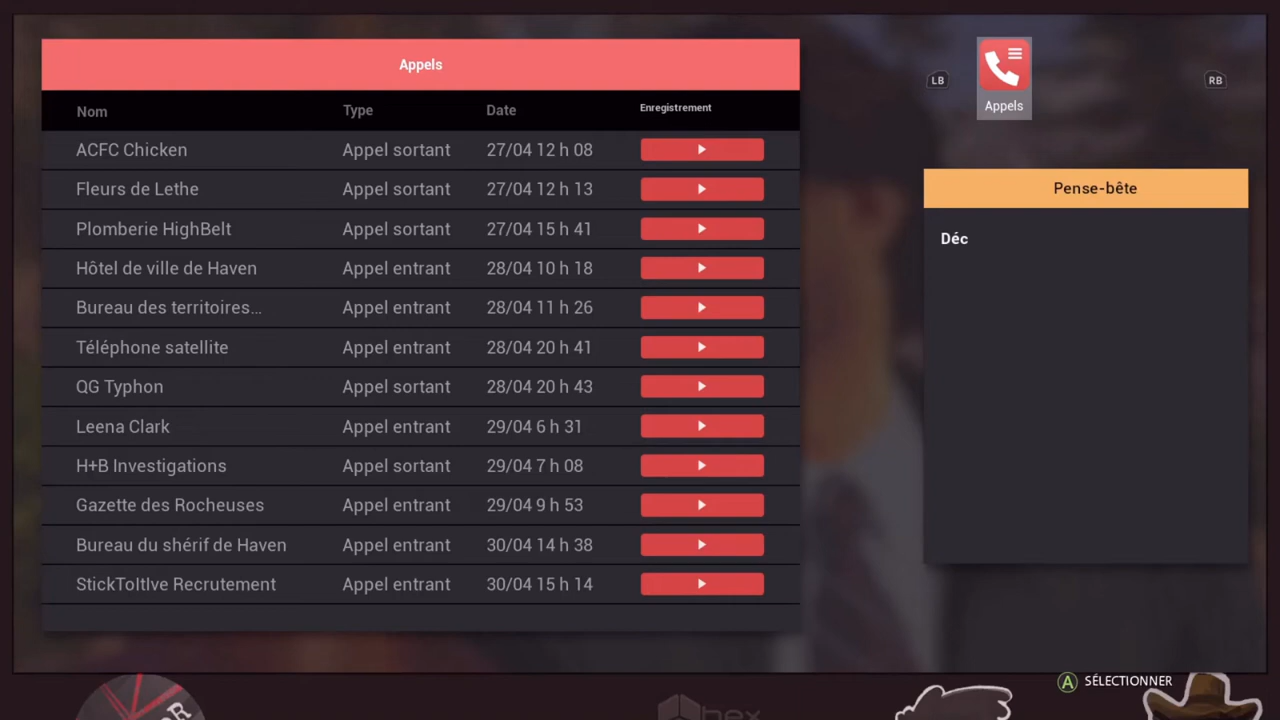 Appels
LB
RB
Appels
Nom Type Date Enregistrement
ACFC Chicken Appel sortant 27/04 12 h 08
Fleurs de Lethe Appel sortant 27/04 12 h 13
Plomberie HighBelt Appel sortant 27/04 15 h 41
Hôtel de ville de Haven Appel entrant 28/04 10 h 18
Bureau des territoires... Appel entrant 28/04 11 h 26
Téléphone satellite Appel entrant 28/04 20 h 41
QG Typhon Appel sortant 28/04 20 h 43
Leena Clark Appel entrant 29/04 6 h 31
H+B Investigations Appel sortant 29/04 7 h 08
Gazette des Rocheuses Appel entrant 29/04 9 h 53
Bureau du shérif de Haven Appel entrant 30/04 14 h 38
StickToItIve Recrutement Appel entrant 30/04 15 h 14
Pense-bête
Déc
A SÉLECTIONNER
hex